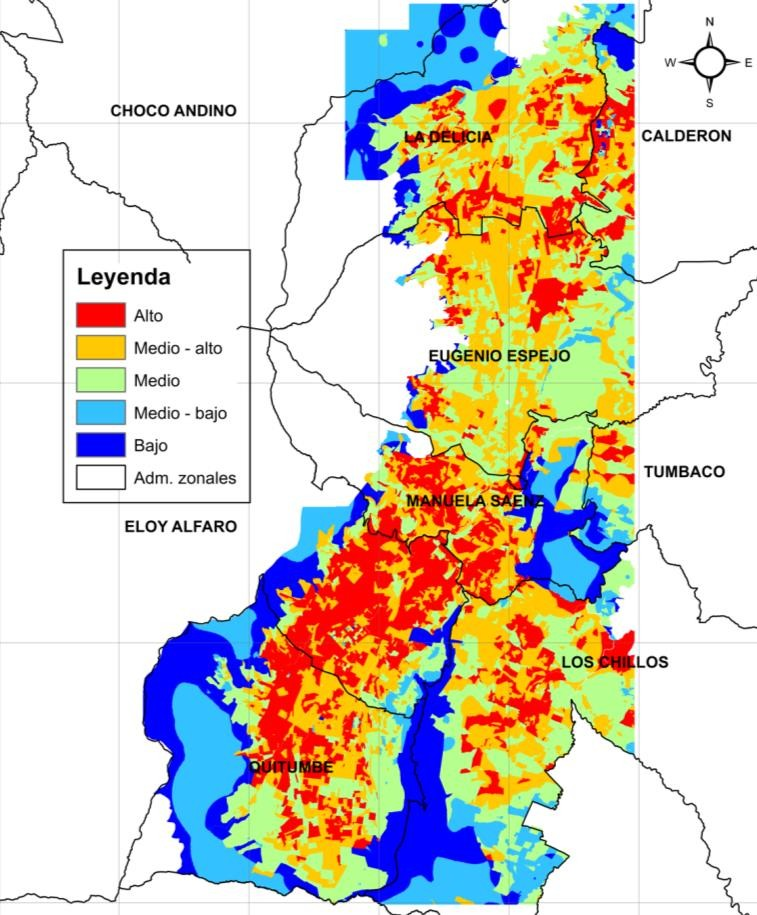 N
W E
S
CHOCO ANDINO
LA DELICIA
CALDERON
Leyenda
Alto
Medio - alto
Medio
Medio - bajo
Bajo
Adm. zonales
EUGENIO ESPEJO
TUMBACO
MANUELA SAENZ
ELOY ALFARO
LOS CHILLOS
QUITUMBE